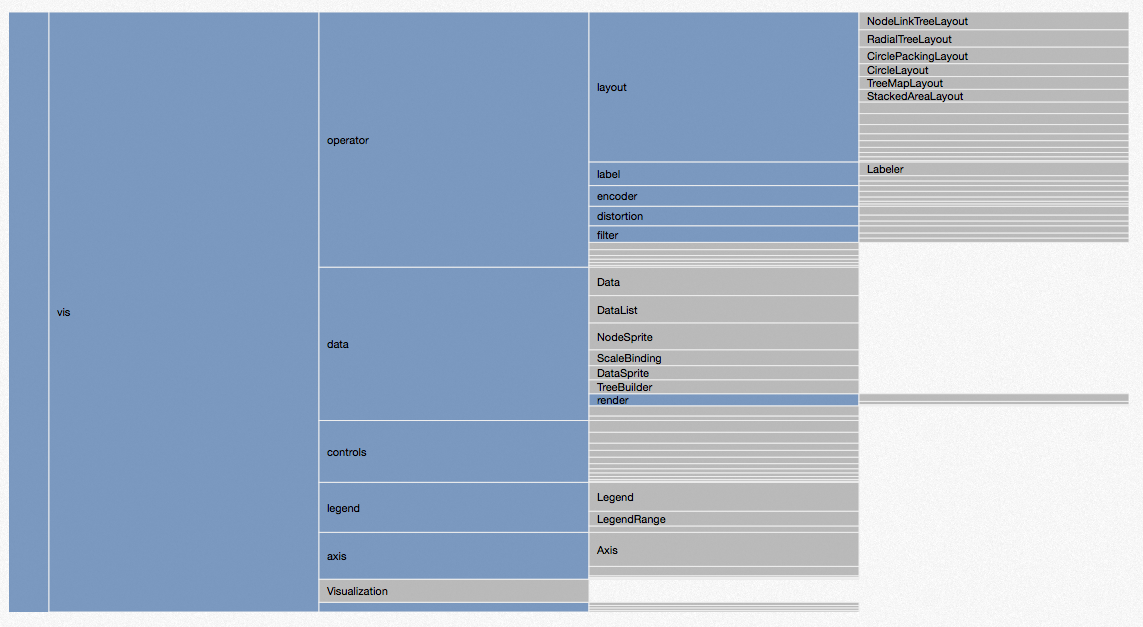 vis
operator
data
controls
legend
axis
Visualization
layout
label
encoder
distortion
filter
Data
DataList
NodeSprite
ScaleBinding
DataSprite
TreeBuilder
render
Legend
LegendRange
Axis
NodeLinkTreeLayout
RadialTreeLayout
CirclePackingLayout
CircleLayout
TreeMapLayout
StackedAreaLayout
Labeler